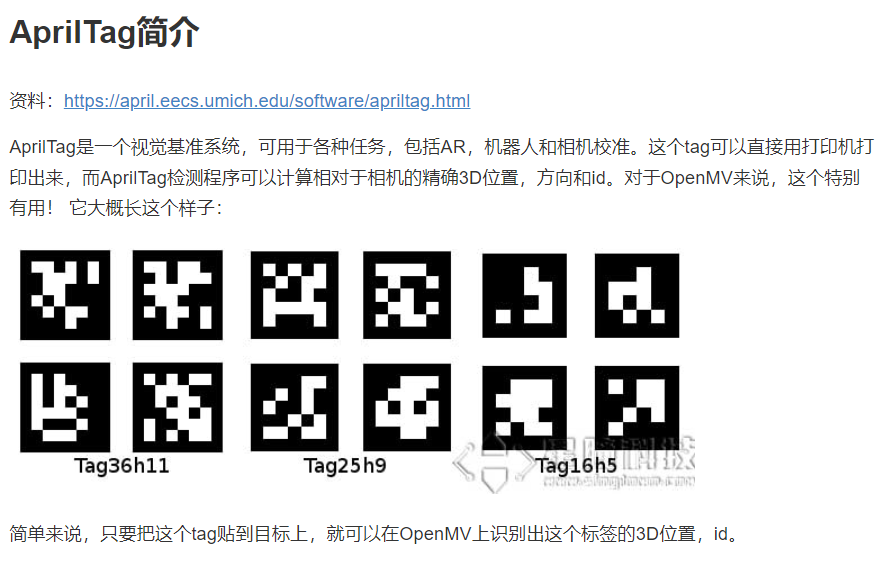 AprilTag简介
资料：https://april.eecs.umich.edu/software/apriltag.html
AprilTag是一个视觉基准系统，可用于各种任务，包括AR，机器人和相机校准。这个tag可以直接用打印机打
印出来，而AprilTag检测程序可以计算相对于相机的精确3D位置，方向和id。对于OpenMV来说，这个特别
有用！ 它大概长这个样子：
Tag36h11 Tag25h9 Tag16h5
星瞳科技
简单来说，只要把这个tag贴到目标上，就可以在OpenMV上识别出这个标签的3D位置，id。